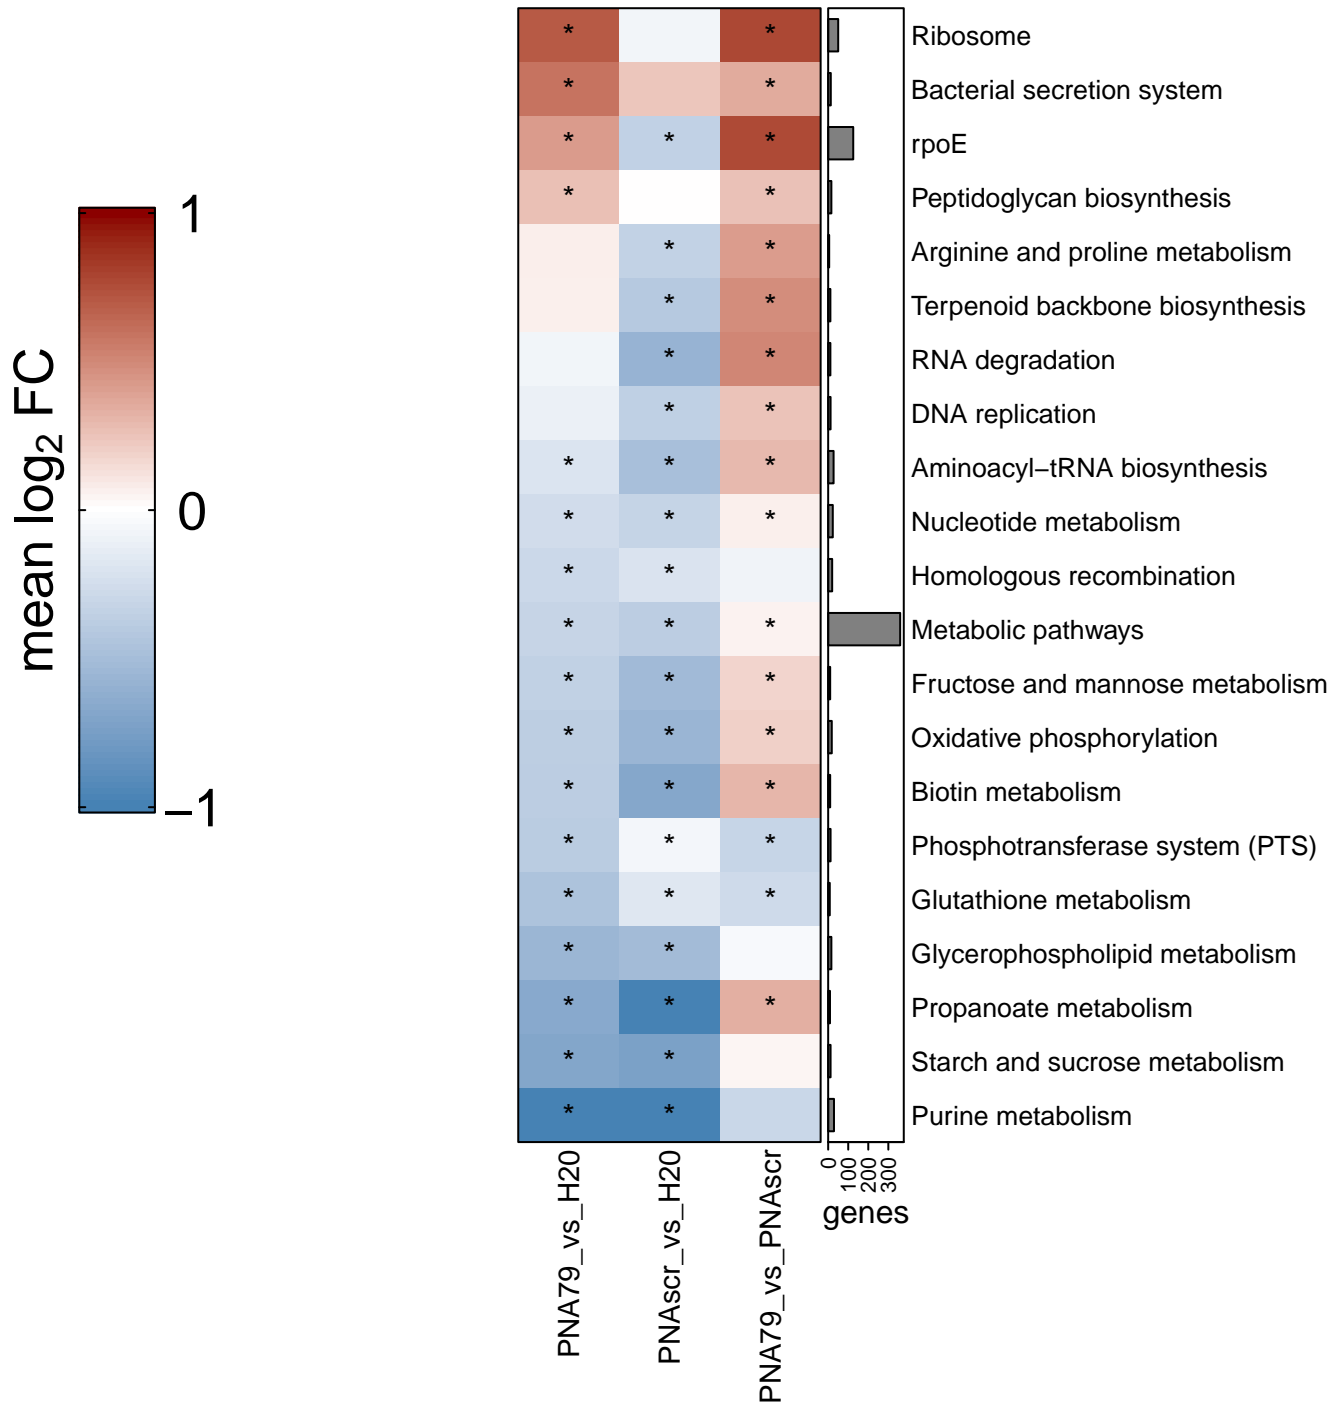 mean log2 FC
1
0
−1
* * Ribosome
* * Bacterial secretion system
* * * rpoE
* * Peptidoglycan biosynthesis
* * Arginine and proline metabolism
* * Terpenoid backbone biosynthesis
* * RNA degradation
* * DNA replication
* * * Aminoacyl−tRNA biosynthesis
* * * Nucleotide metabolism
* * Homologous recombination
* * * Metabolic pathways
* * * Fructose and mannose metabolism
* * * Oxidative phosphorylation
* * * Biotin metabolism
* * * Phosphotransferase system (PTS)
* * * Glutathione metabolism
* * Glycerophospholipid metabolism
* * * Propanoate metabolism
* * Starch and sucrose metabolism
* * Purine metabolism
PNA79_vs_H20
PNAscr_vs_H20
PNA79_vs_PNAscr
0
100
200
300
genes